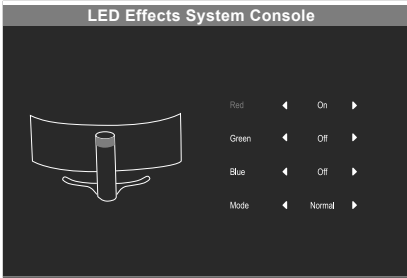 LED Effects System Console
Red On
Green Off
Blue Off
Mode Normal